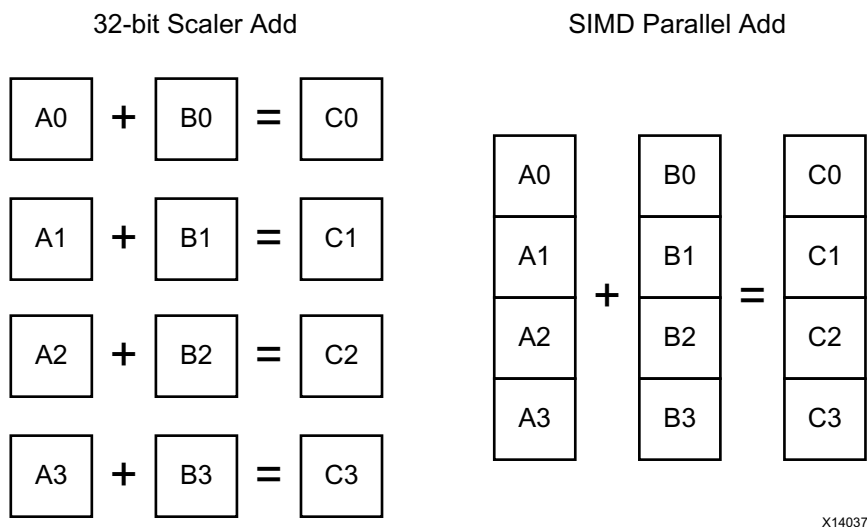 32-bit Scaler Add
A0 + B0 = C0
A1 + B1 = C1
A2 + B2 = C2
A3 + B3 = C3
SIMD Parallel Add
A0 B0 C0
A1 B1 C1
+ =
A2 B2 C2
A3 B3 C3
X14037